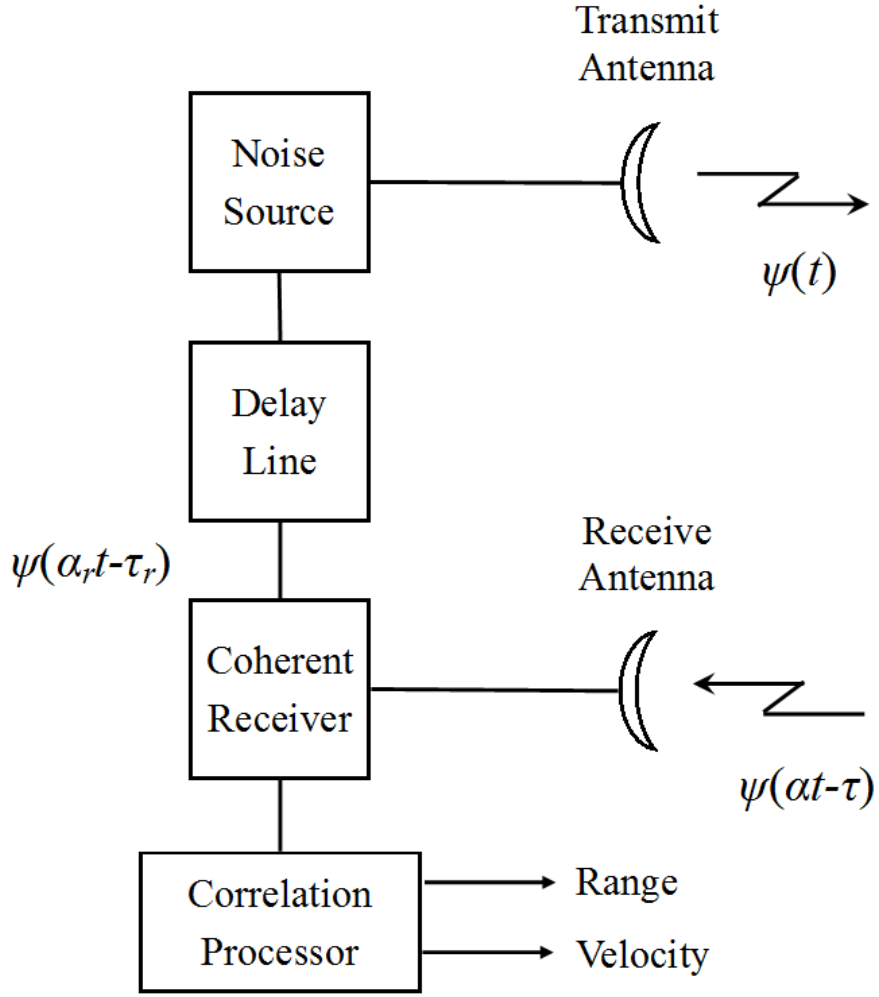 Transmit
Antenna
Noise
Source
ψ(t)
Delay
Line
Receive
Antenna
ψ(αᵣt-τᵣ)
Coherent
Receiver
ψ(αt-τ)
Correlation
Processor
Range
Velocity